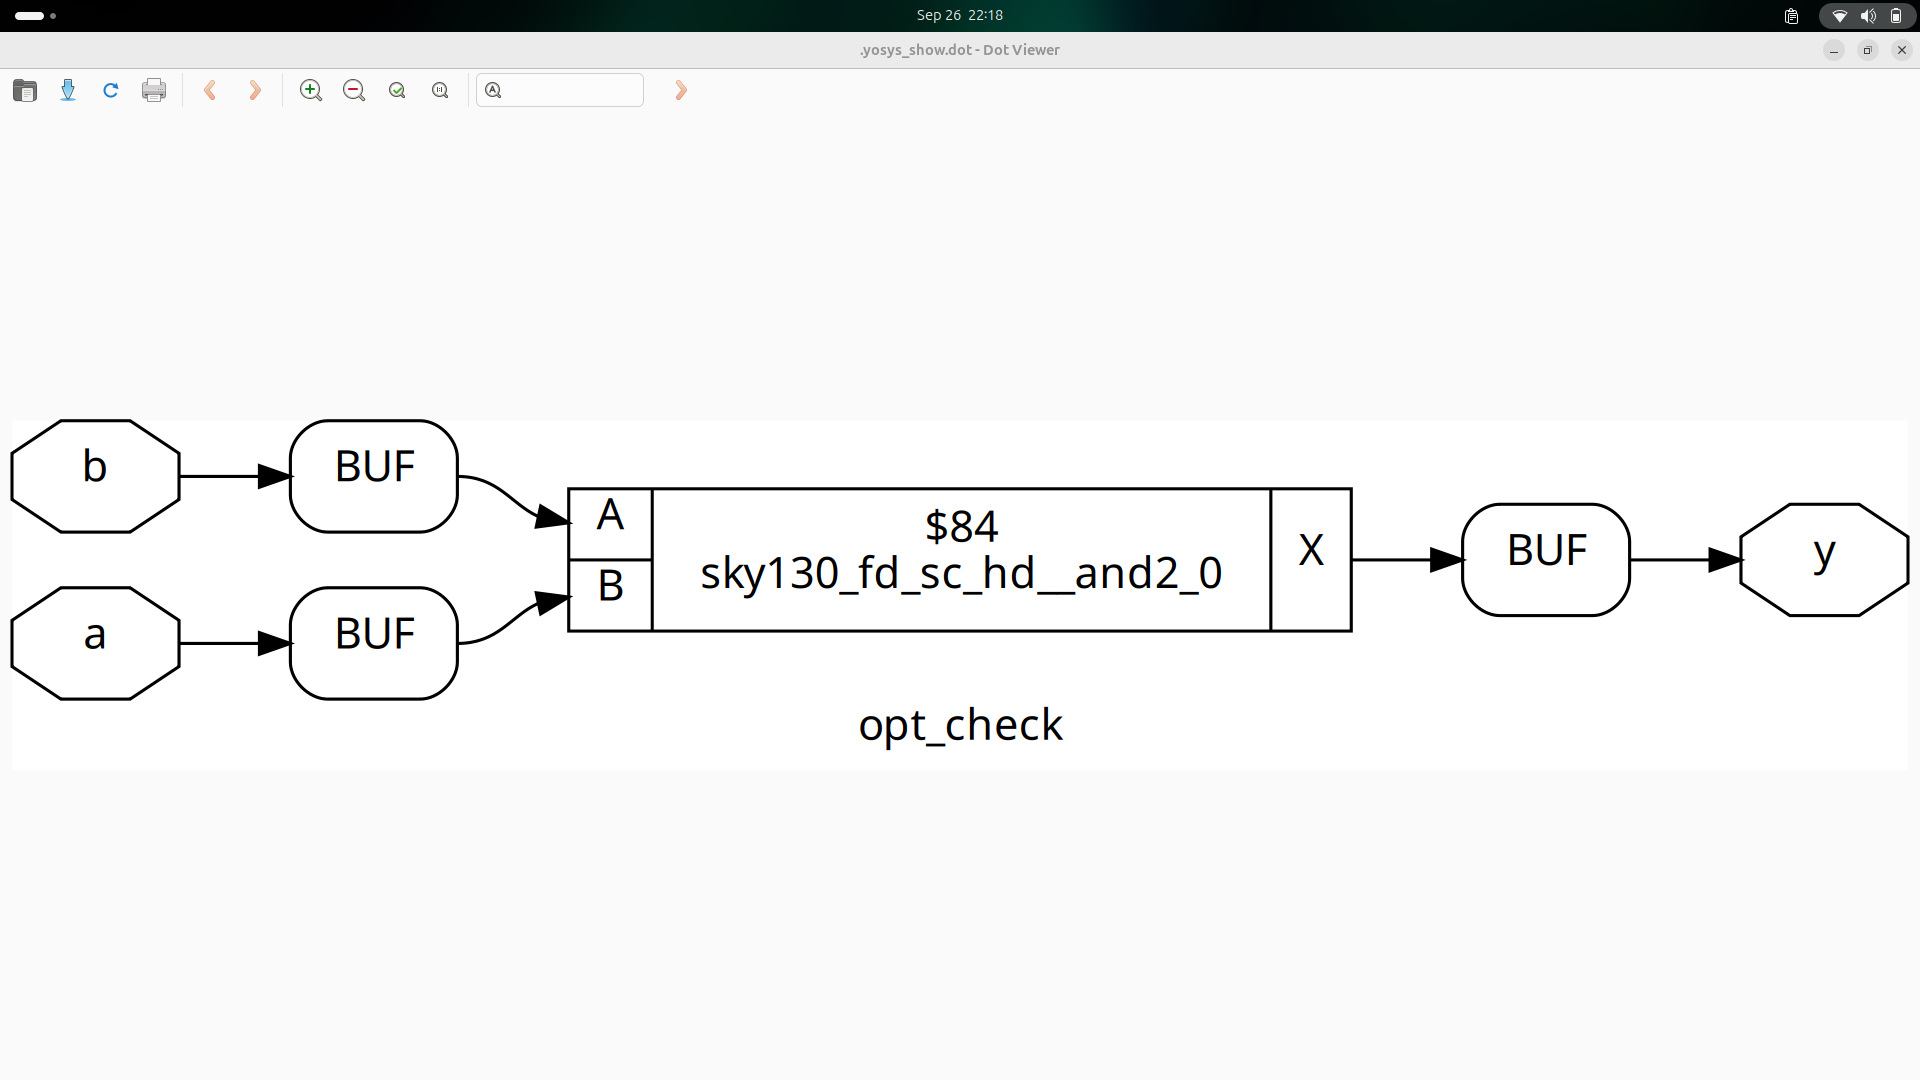 Sep 26 22:18
.yosys_show.dot - Dot Viewer
b
BUF
A
$84
sky130_fd_sc_hd__and2_0
X
BUF
y
a
BUF
B
opt_check